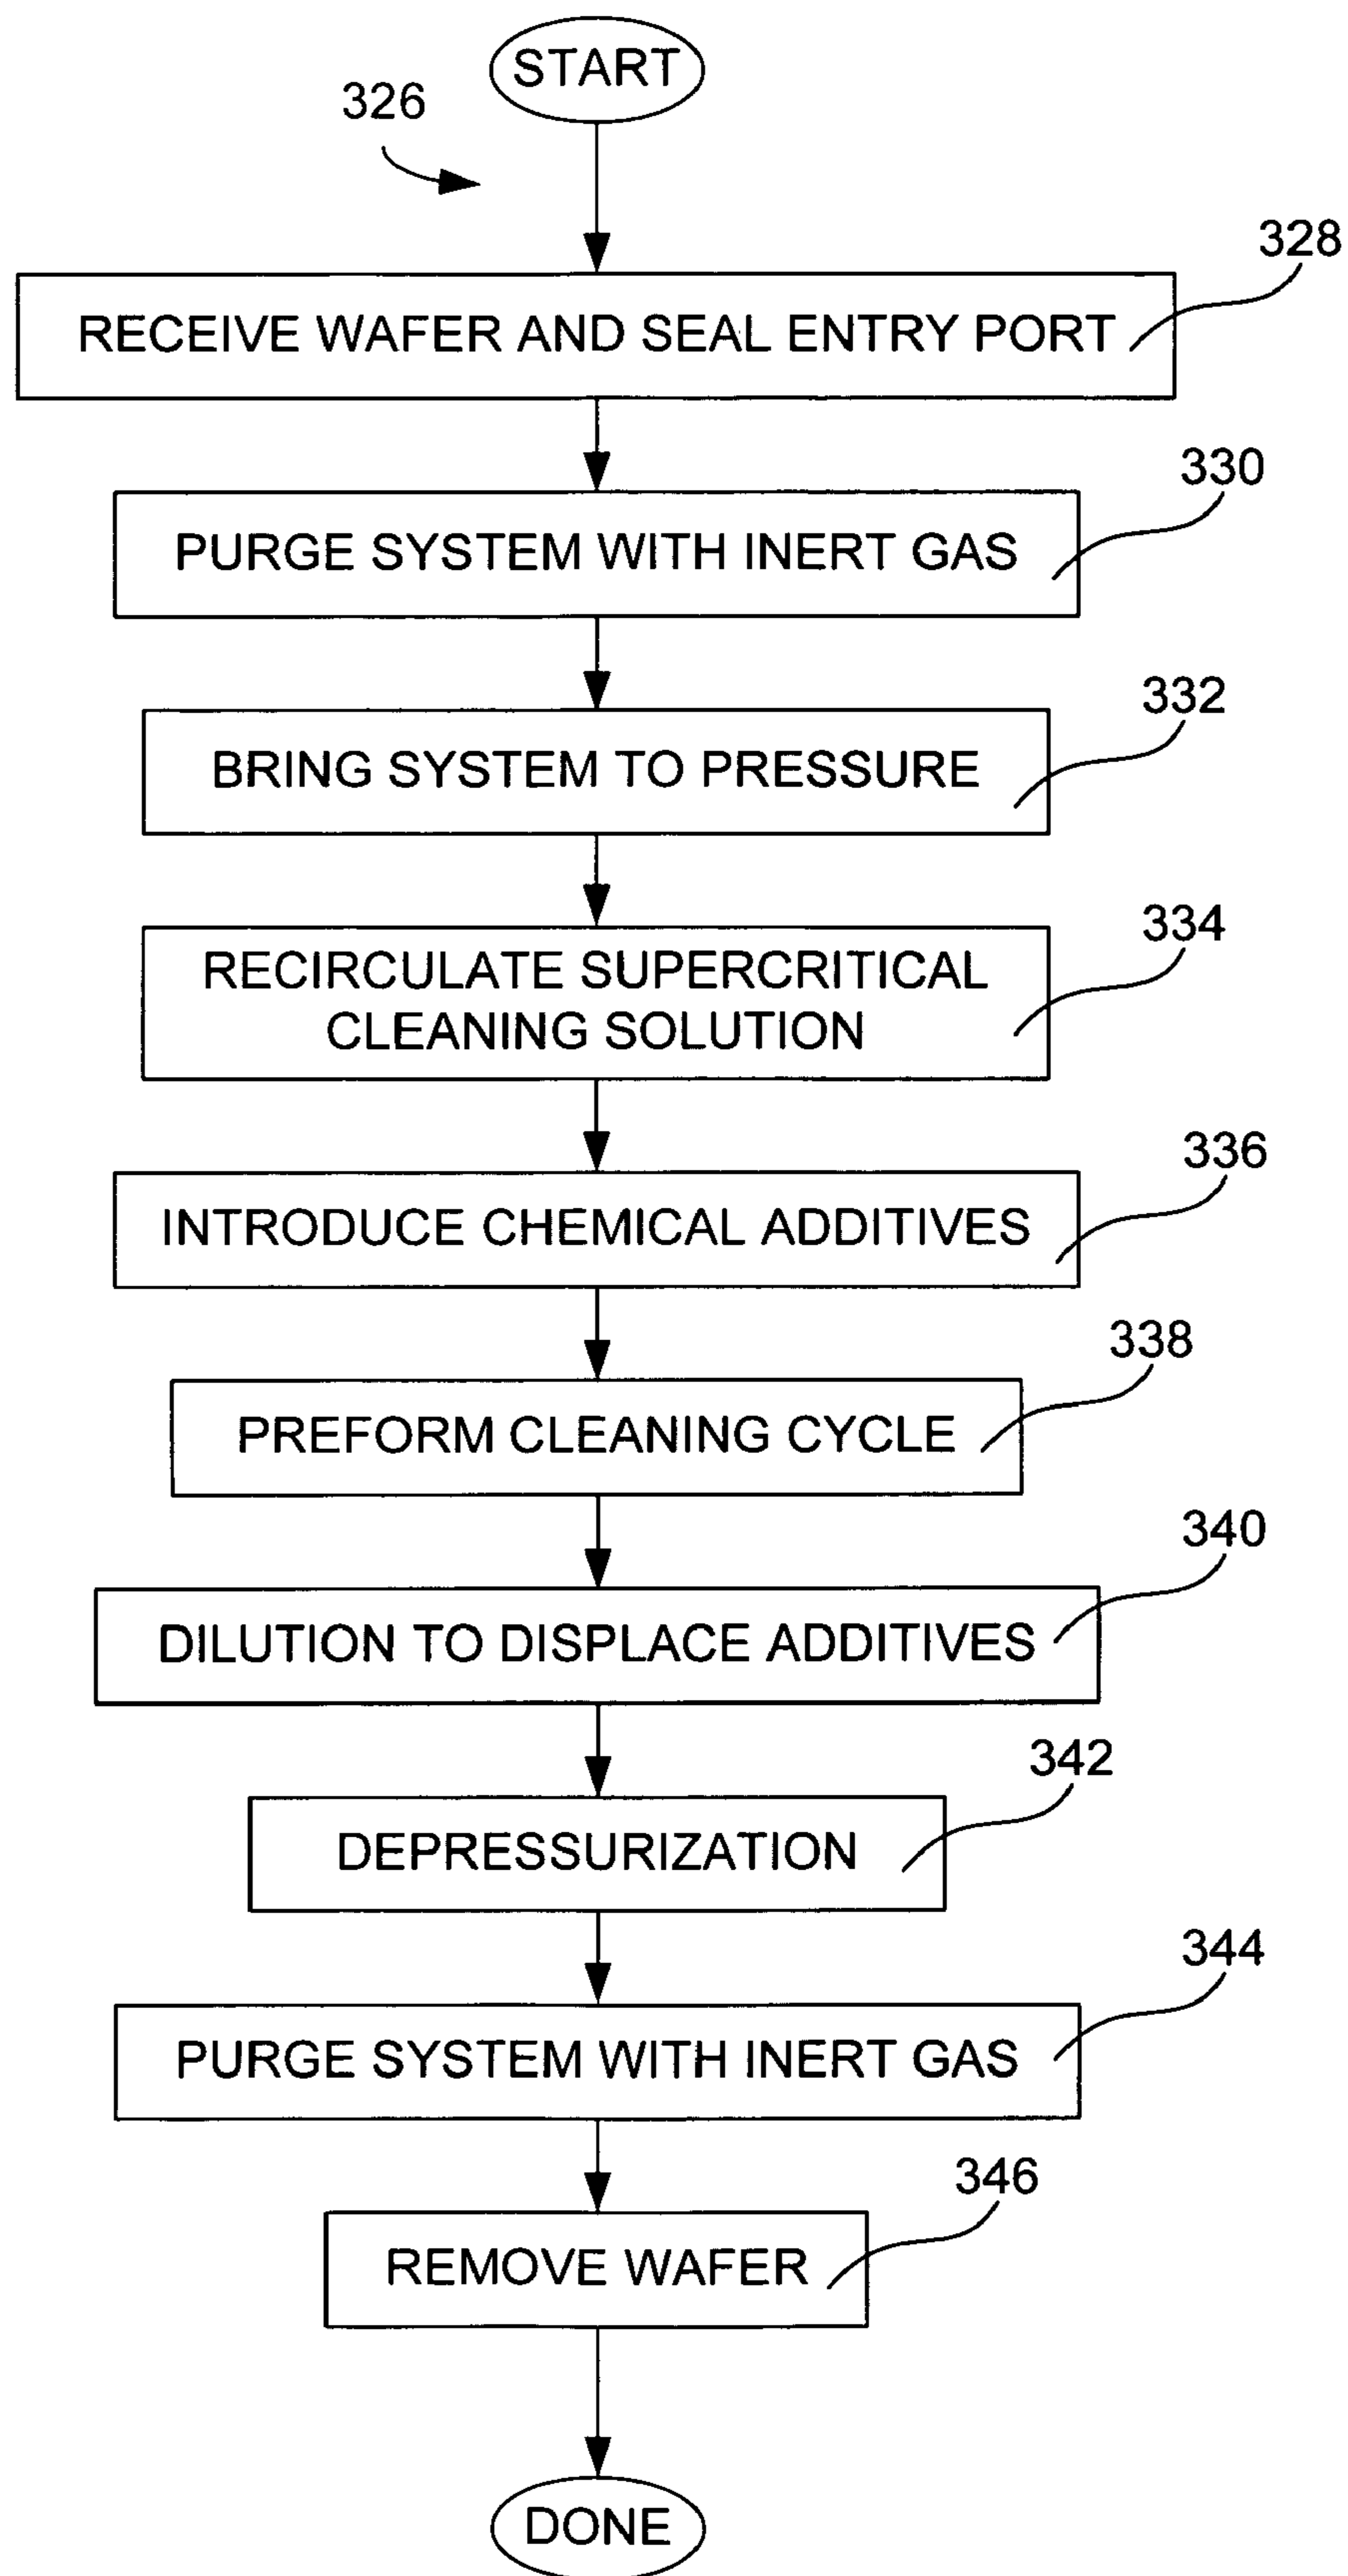 START
326
328
RECEIVE WAFER AND SEAL ENTRY PORT
330
PURGE SYSTEM WITH INERT GAS
332
BRING SYSTEM TO PRESSURE
334
RECIRCULATE SUPERCRITICAL
CLEANING SOLUTION
336
INTRODUCE CHEMICAL ADDITIVES
338
PREFORM CLEANING CYCLE
340
DILUTION TO DISPLACE ADDITIVES
342
DEPRESSURIZATION
344
PURGE SYSTEM WITH INERT GAS
346
REMOVE WAFER
DONE